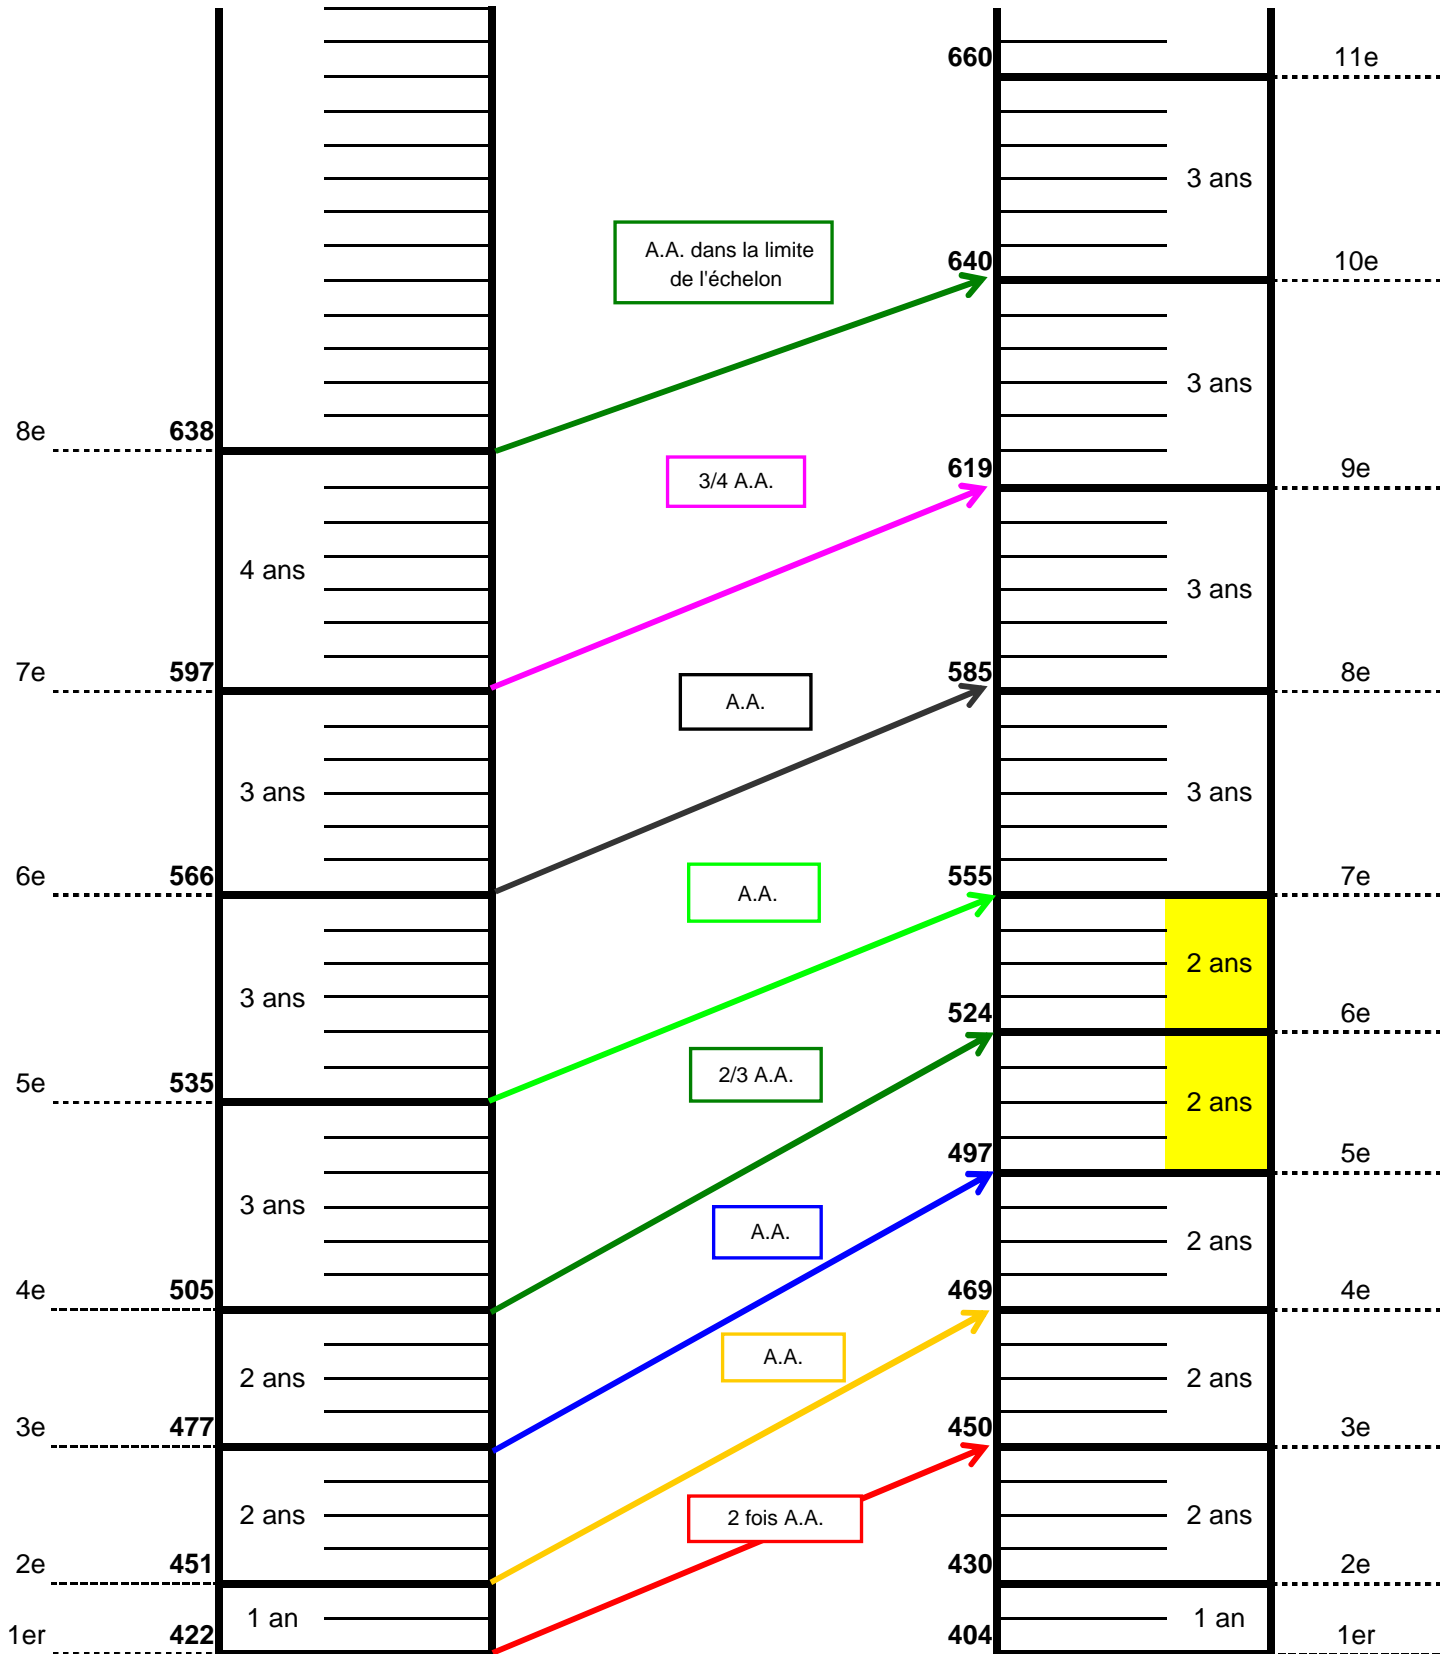 660
11e
3 ans
A.A. dans la limite
de l'échelon
640
10e
3 ans
8e
638
3/4 A.A.
619
9e
4 ans
3 ans
7e
597
A.A.
585
8e
3 ans
3 ans
6e
566
A.A.
555
7e
3 ans
2 ans
524
6e
5e
535
2/3 A.A.
2 ans
497
5e
3 ans
A.A.
2 ans
4e
505
469
4e
2 ans
A.A.
2 ans
3e
477
450
3e
2 ans
2 fois A.A.
2 ans
2e
451
430
2e
1 an
1 an
1er
422
404
1er